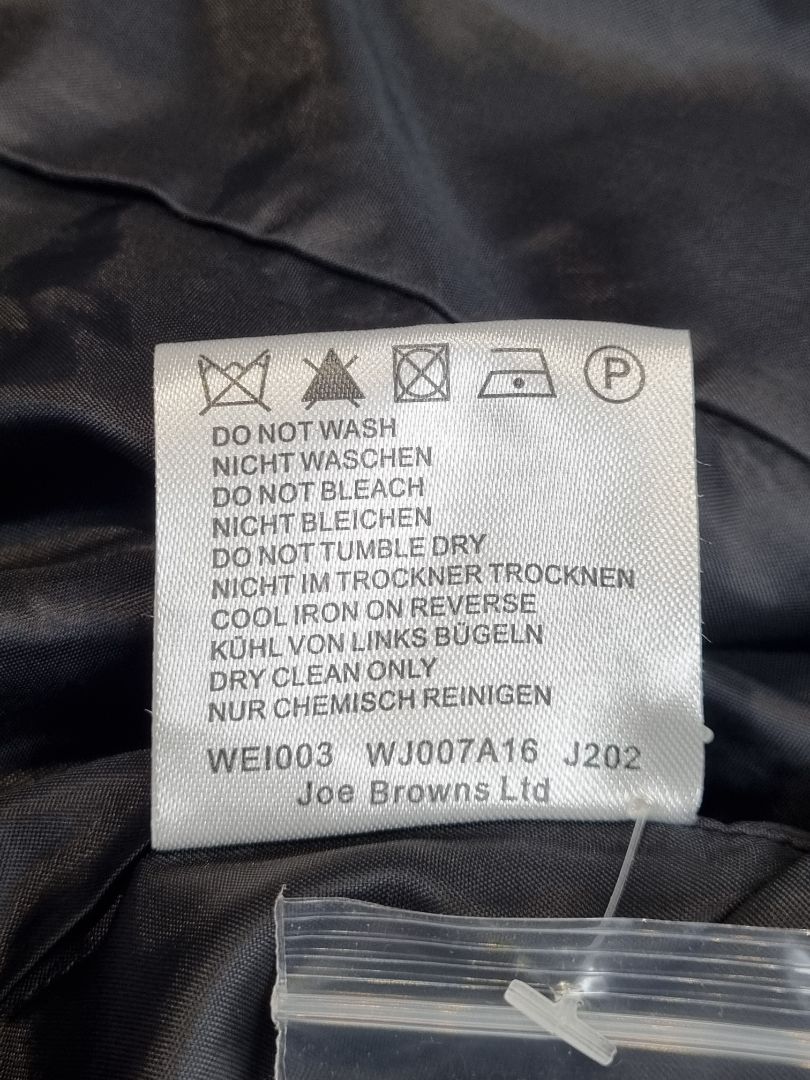 P
DO NOT WASH
NICHT WASCHEN
DO NOT BLEACH
NICHT BLEICHEN
DO NOT TUMBLE DRY
NICHT IM TROCKNER TROCKNEN
COOL IRON ON REVERSE
KÜHL VON LINKS BÜGELN
DRY CLEAN ONLY
NUR CHEMISCH REINIGEN
WEI003 WJ007A16 J202
Joe Browns Ltd